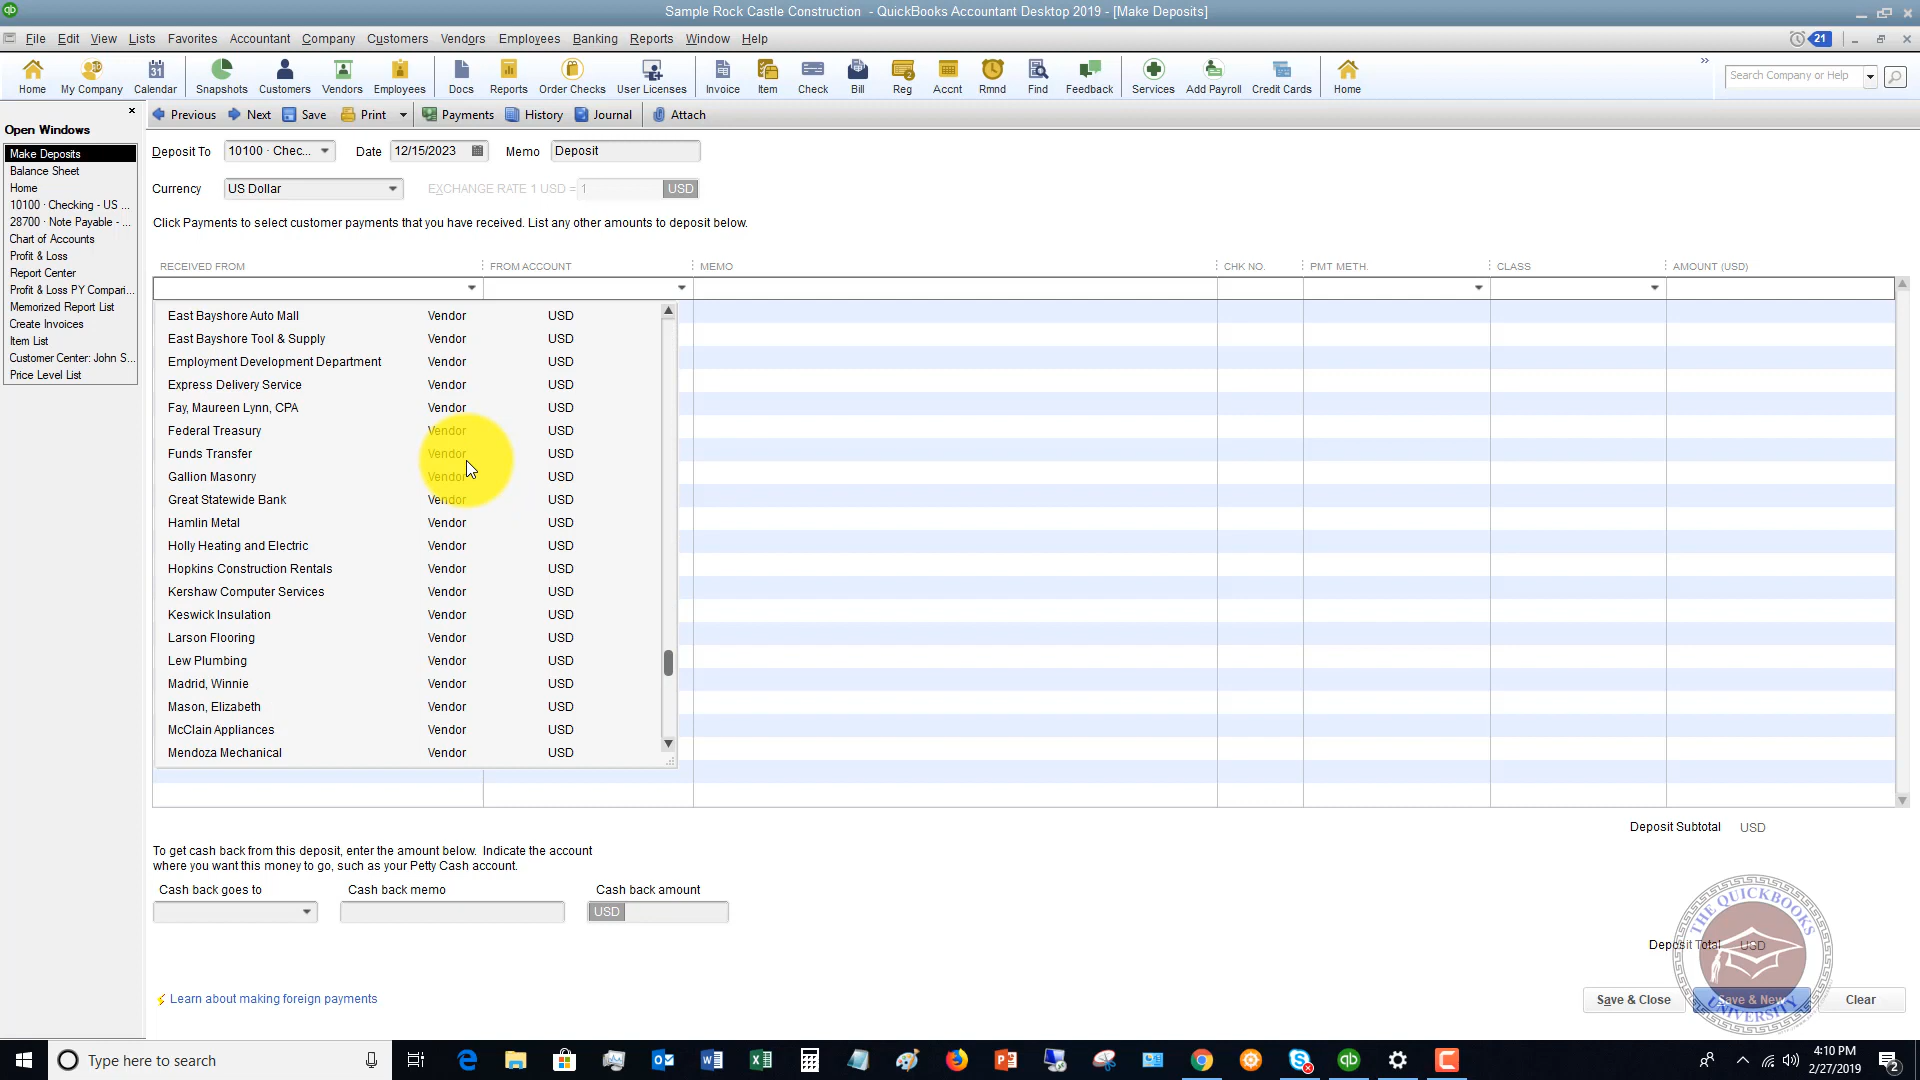 Sample Rock Castle Construction - QuickBooks Accountant Desktop 2019 - [Make Deposits]
File Edit View Lists Favorites Accountant Company Customers Vendors Employees Banking Reports Window Help 21
Home My Company Calendar Snapshots Customers Vendors Employees Docs Reports Order Checks User Licenses Invoice Item Check Bill Reg Accnt Rmnd Find Feedback Services Add Payroll Credit Cards Home Search Company or Help
Previous Next Save Print Payments History Journal Attach
Open Windows
Make Deposits
Balance Sheet
Home
10100 · Checking - US ...
28700 · Note Payable - ...
Chart of Accounts
Profit & Loss
Report Center
Profit & Loss PY Compari...
Memorized Report List
Create Invoices
Item List
Customer Center: John S...
Price Level List
Deposit To 10100 · Chec... Date 12/15/2023 Memo Deposit
Currency US Dollar EXCHANGE RATE 1 USD = 1 USD
Click Payments to select customer payments that you have received. List any other amounts to deposit below.
RECEIVED FROM FROM ACCOUNT MEMO CHK NO. PMT METH. CLASS AMOUNT (USD)
East Bayshore Auto Mall Vendor USD
East Bayshore Tool & Supply Vendor USD
Employment Development Department Vendor USD
Express Delivery Service Vendor USD
Fay, Maureen Lynn, CPA Vendor USD
Federal Treasury Vendor USD
Funds Transfer Vendor USD
Gallion Masonry Vendor USD
Great Statewide Bank Vendor USD
Hamlin Metal Vendor USD
Holly Heating and Electric Vendor USD
Hopkins Construction Rentals Vendor USD
Kershaw Computer Services Vendor USD
Keswick Insulation Vendor USD
Larson Flooring Vendor USD
Lew Plumbing Vendor USD
Madrid, Winnie Vendor USD
Mason, Elizabeth Vendor USD
McClain Appliances Vendor USD
Mendoza Mechanical Vendor USD
Deposit Subtotal USD
To get cash back from this deposit, enter the amount below. Indicate the account
where you want this money to go, such as your Petty Cash account.
Cash back goes to Cash back memo Cash back amount
USD
Deposit Total USD
THE QUICKBOOKS UNIVERSITY
Learn about making foreign payments
Save & Close Save & New Clear
Type here to search
4:10 PM
2/27/2019
2